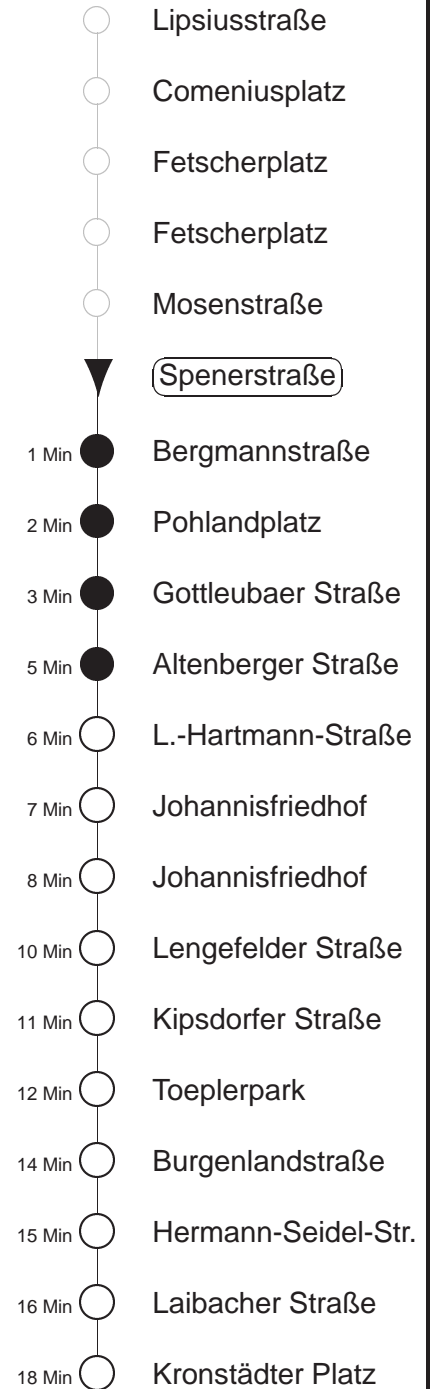 Lipsiusstraße
Comeniusplatz
Fetscherplatz
Fetscherplatz
Mosenstraße
Spenerstraße
1 Min Bergmannstraße
2 Min Pohlandplatz
3 Min Gottleubaer Straße
5 Min Altenberger Straße
6 Min L.-Hartmann-Straße
7 Min Johannisfriedhof
8 Min Johannisfriedhof
10 Min Lengefelder Straße
11 Min Kipsdorfer Straße
12 Min Toeplerpark
14 Min Burgenlandstraße
15 Min Hermann-Seidel-Str.
16 Min Laibacher Straße
18 Min Kronstädter Platz